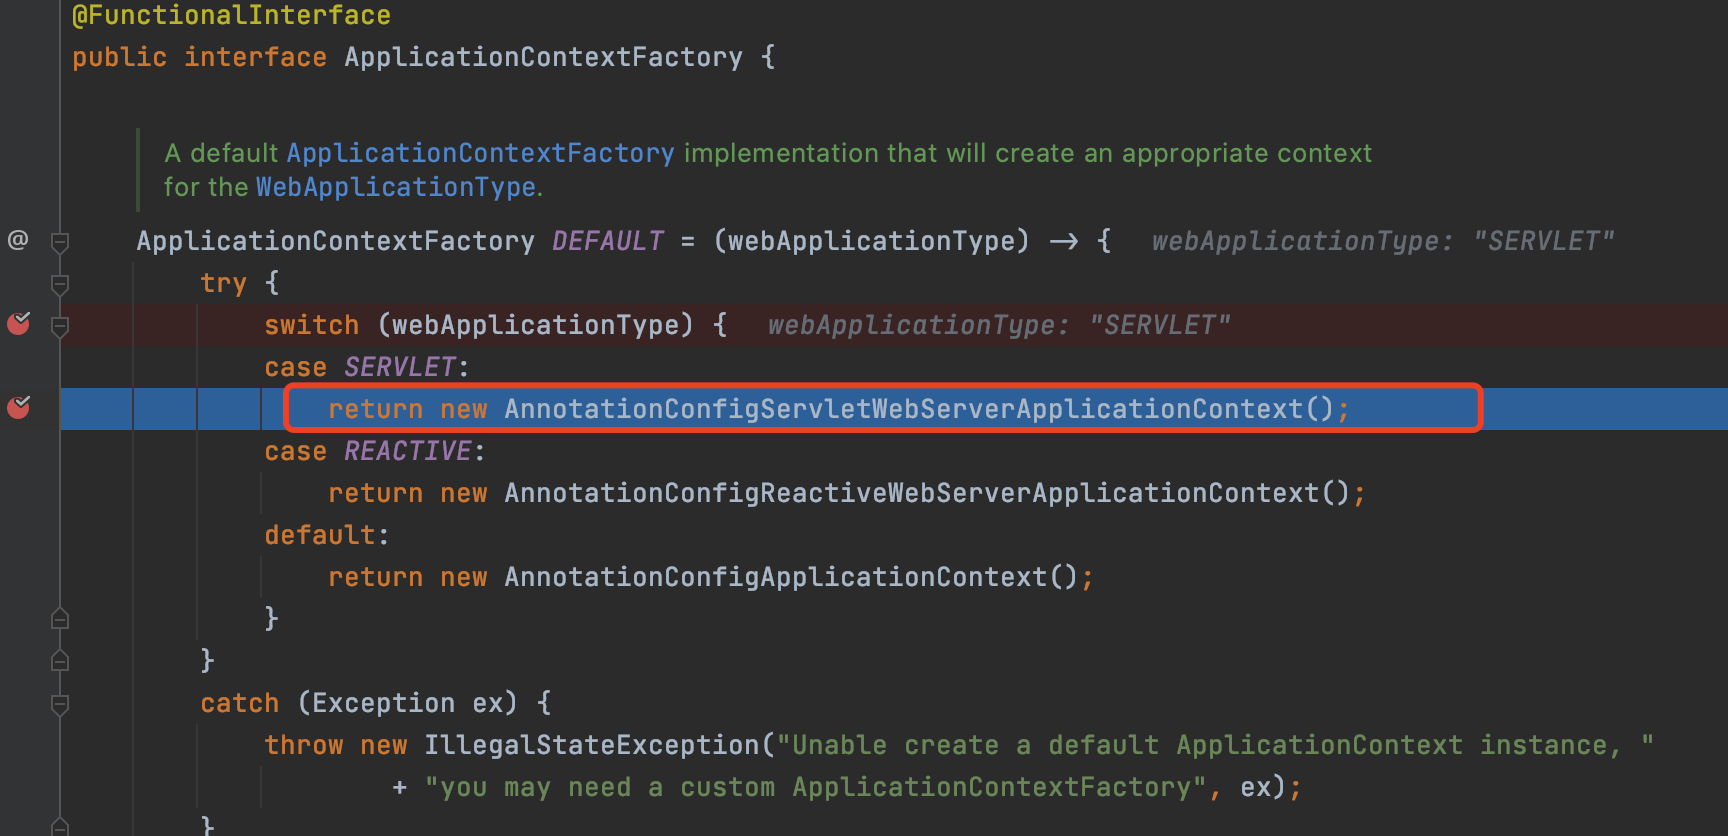 @FunctionalInterface
public interface ApplicationContextFactory {
A default ApplicationContextFactory implementation that will create an appropriate context
for the WebApplicationType.
@ ApplicationContextFactory DEFAULT = (webApplicationType) → { webApplicationType: "SERVLET"
try {
switch (webApplicationType) { webApplicationType: "SERVLET"
case SERVLET:
return new AnnotationConfigServletWebServerApplicationContext();
case REACTIVE:
return new AnnotationConfigReactiveWebServerApplicationContext();
default:
return new AnnotationConfigApplicationContext();
}
}
catch (Exception ex) {
throw new IllegalStateException("Unable create a default ApplicationContext instance, "
+ "you may need a custom ApplicationContextFactory", ex);
}